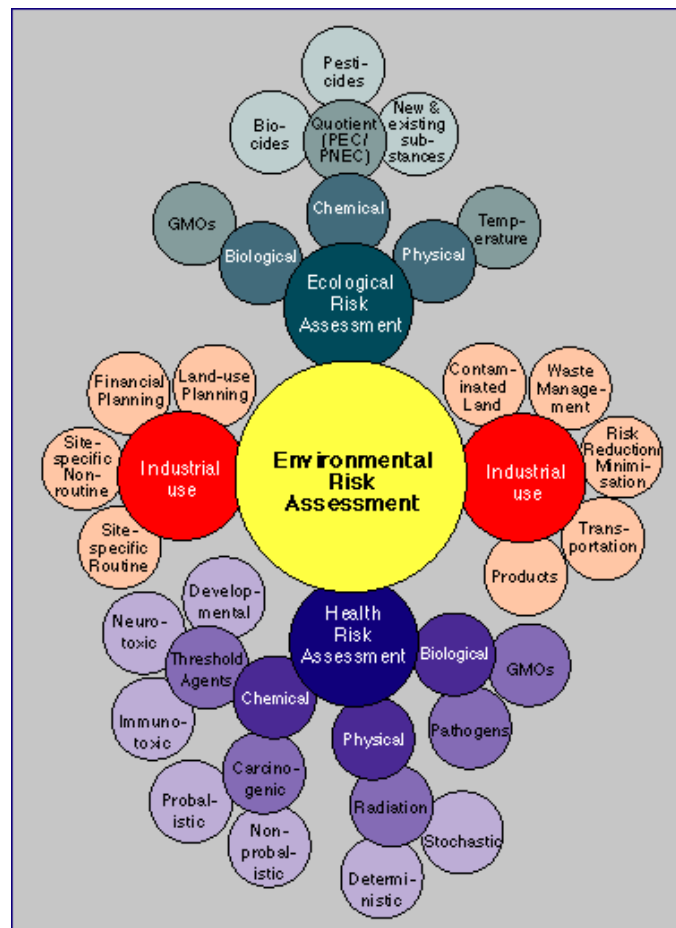 Pesti-
cides
Bio-
cides
Quotient
(PEC/
PNEC)
New &
existing
sub-
stances
Chemical
GMOs
Biological
Physical
Temp-
erature
Ecological
Risk
Assessment
Financial
Planning
Land-use
Planning
Contam-
inated
Land
Waste
Manage-
ment
Site-
specific
Non-
routine
Industrial
use
Environmental
Risk
Assessment
Industrial
use
Risk
Reduction/
Minimi-
sation
Site-
specific
Routine
Products
Trans-
portation
Develop-
mental
Neuro-
toxic
Threshold
Agents
Health
Risk
Assessment
Biological
GMOs
Immuno-
toxic
Chemical
Physical
Pathogens
Probal-
istic
Carcino-
genic
Radiation
Non-
probal-
istic
Stochastic
Determi-
nistic